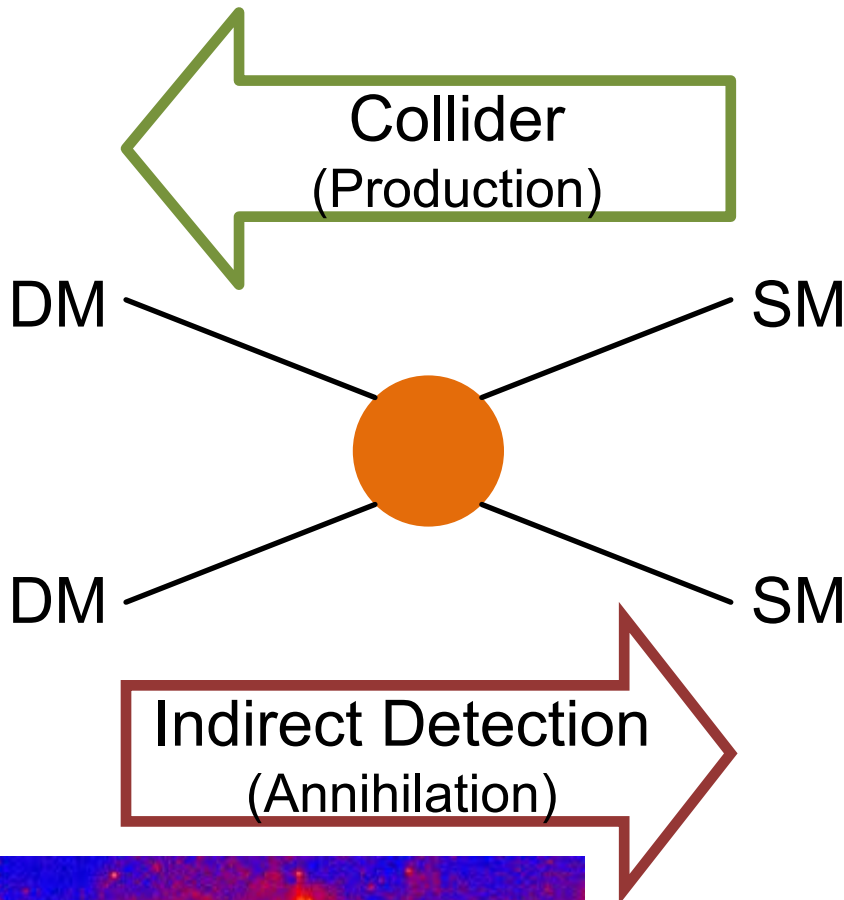 Collider
(Production)
DM
SM
DM
SM
Indirect Detection
(Annihilation)